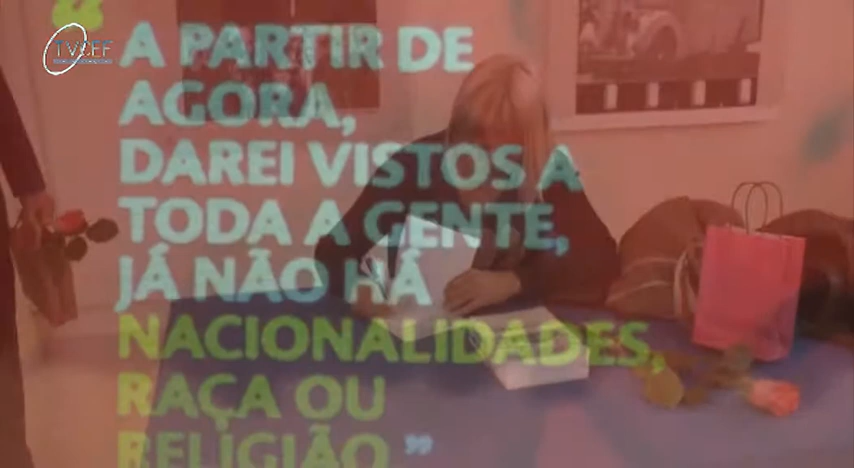 “
TVCEF
A PARTIR DE
AGORA,
DAREI VISTOS A
TODA A GENTE,
JÁ NÃO HÁ
NACIONALIDADES,
RAÇA OU
RELIGIÃO.”